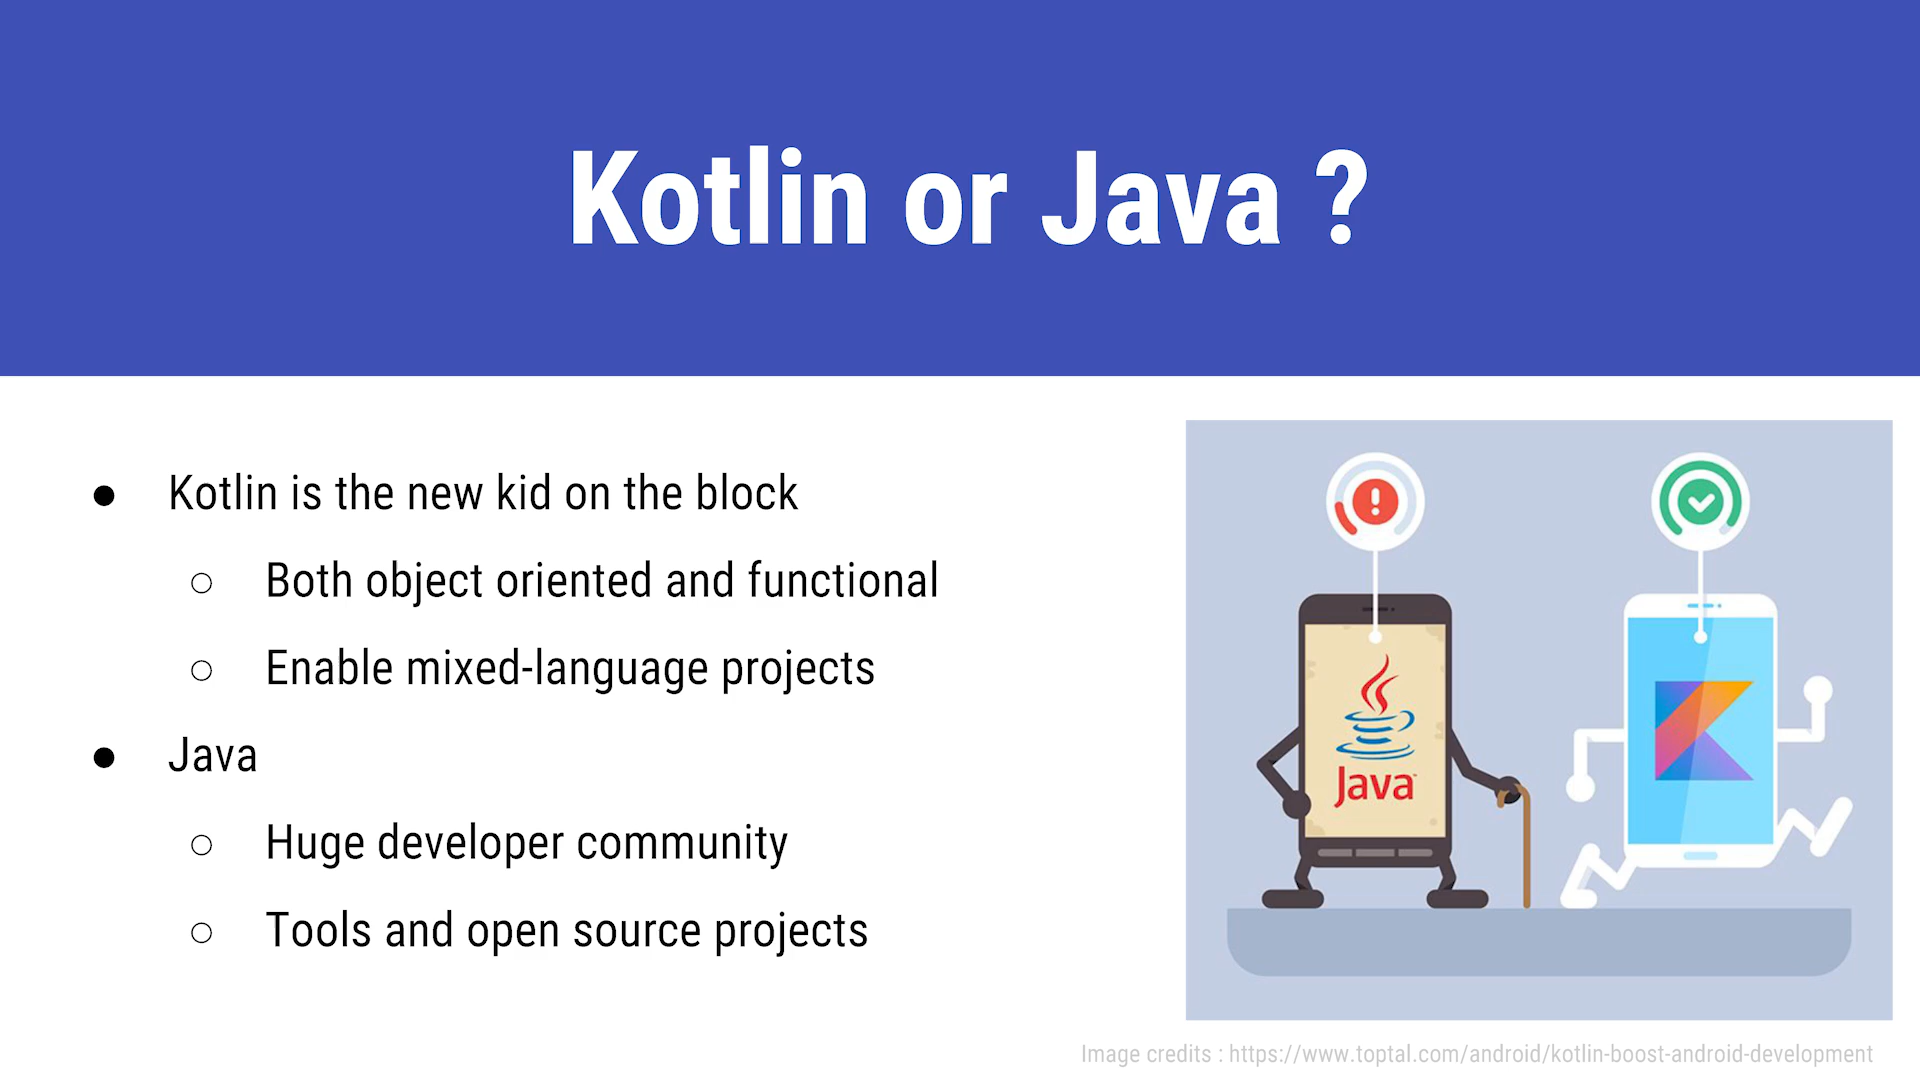 Kotlin or Java ?
● Kotlin is the new kid on the block
○ Both object oriented and functional
○ Enable mixed-language projects
● Java
○ Huge developer community
○ Tools and open source projects
Java
Image credits : https://www.toptal.com/android/kotlin-boost-android-development